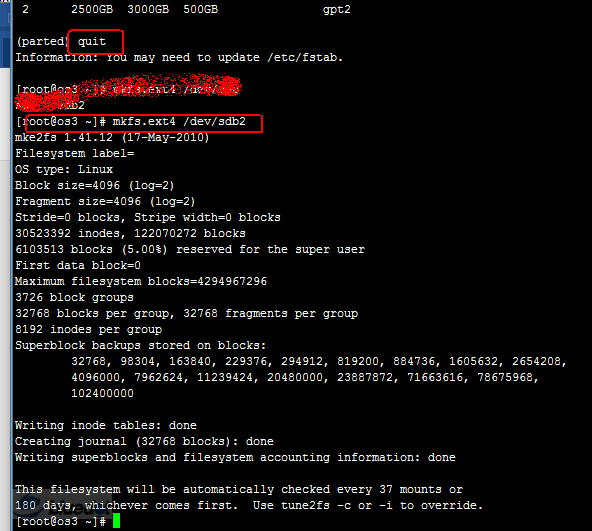 2 2500GB 3000GB 500GB gpt2
(parted) quit
Information: You may need to update /etc/fstab.
[root@os3 ~]# mkfs.ext4 /dev/
sdb2
[root@os3 ~]# mkfs.ext4 /dev/sdb2
mke2fs 1.41.12 (17-May-2010)
Filesystem label=
OS type: Linux
Block size=4096 (log=2)
Fragment size=4096 (log=2)
Stride=0 blocks, Stripe width=0 blocks
30523392 inodes, 122070272 blocks
6103513 blocks (5.00%) reserved for the super user
First data block=0
Maximum filesystem blocks=4294967296
3726 block groups
32768 blocks per group, 32768 fragments per group
8192 inodes per group
Superblock backups stored on blocks:
32768, 98304, 163840, 229376, 294912, 819200, 884736, 1605632, 2654208,
4096000, 7962624, 11239424, 20480000, 23887872, 71663616, 78675968,
102400000
Writing inode tables: done
Creating journal (32768 blocks): done
Writing superblocks and filesystem accounting information: done
This filesystem will be automatically checked every 37 mounts or
180 days, whichever comes first. Use tune2fs -c or -i to override.
[root@os3 ~]#